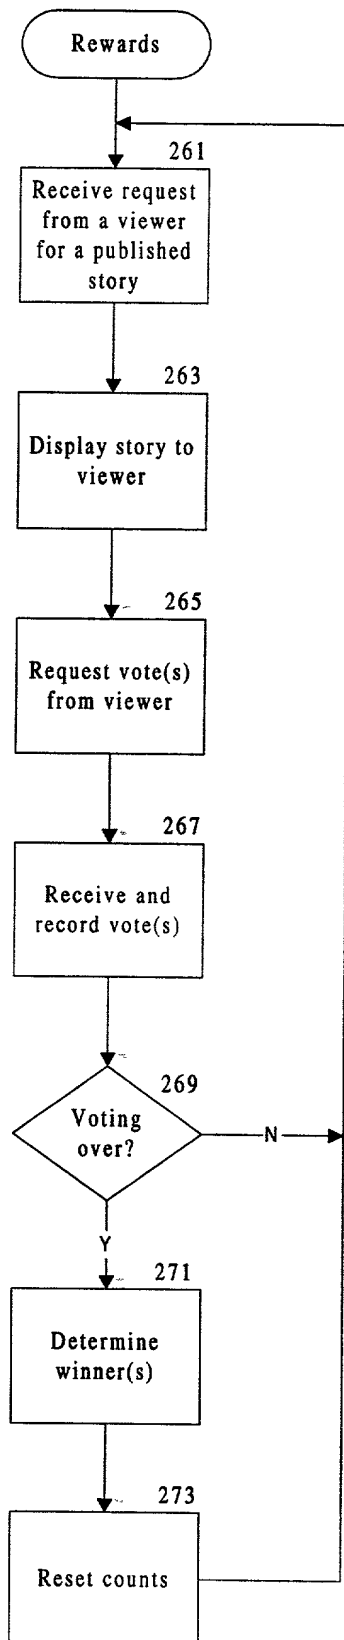 Rewards
261
Receive request
from a viewer
for a published
story
263
Display story to
viewer
265
Request vote(s)
from viewer
267
Receive and
record vote(s)
269
Voting
over?
N
Y
271
Determine
winner(s)
273
Reset counts